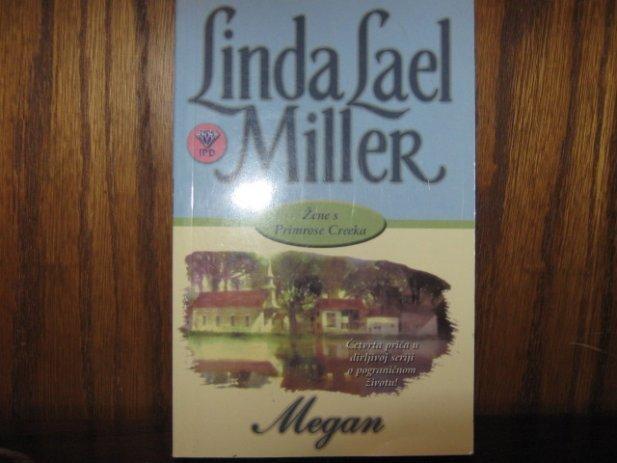 Linda Lael
Miller
IPD
Žene s
Primrose Creeka
Četvrta priča u
dirljivoj seriji
o pograničnom
životu!
Megan